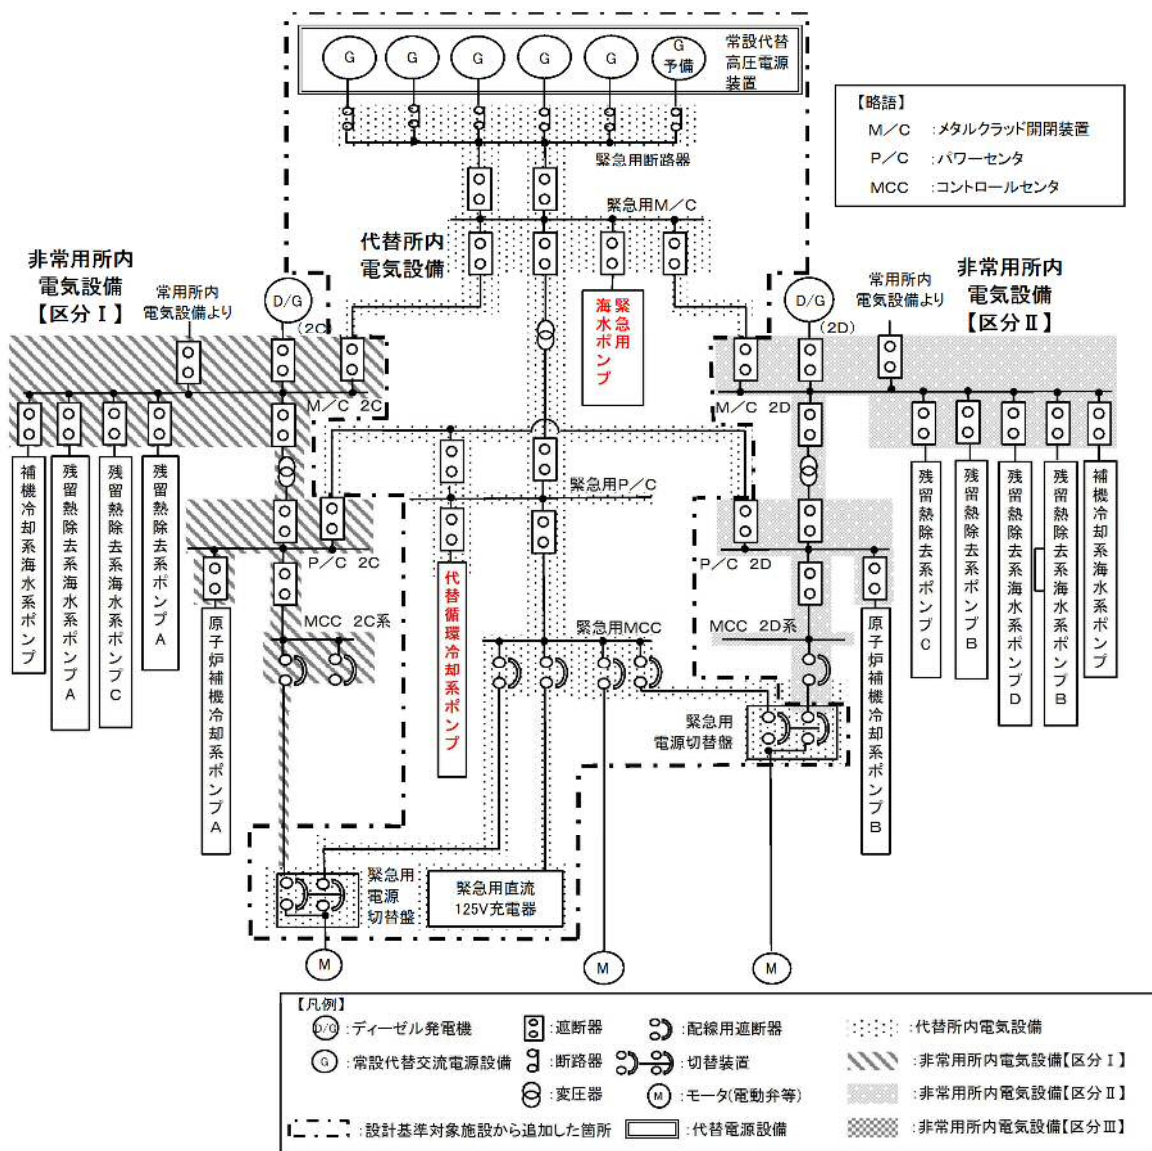 G
G
G
G
G
G
予備
常設代替
高圧電源
装置
緊急用断路器
【略語】
M/C :メタルクラッド開閉装置
P/C :パワーセンタ
MCC :コントロールセンタ
緊急用M/C
代替所内
電気設備
非常用所内
電気設備
【区分Ⅰ】
常用所内
電気設備より
D/G
(2C)
緊急用
海水ポンプ
D/G
(2D)
常用所内
電気設備より
非常用所内
電気設備
【区分Ⅱ】
M/C 2C
M/C 2D
補機冷却系海水系ポンプ
残留熱除去系海水系ポンプA
残留熱除去系海水系ポンプC
残留熱除去系ポンプA
緊急用P/C
残留熱除去系ポンプC
残留熱除去系ポンプB
残留熱除去系海水系ポンプD
残留熱除去系海水系ポンプB
補機冷却系海水系ポンプ
P/C 2C
P/C 2D
原子炉補機冷却系ポンプA
代替循環冷却系ポンプ
原子炉補機冷却系ポンプB
MCC 2C系
緊急用MCC
MCC 2D系
緊急用
電源切替盤
緊急用
電源
切替盤
緊急用直流
125V充電器
M
M
M
【凡例】
D/G :ディーゼル発電機
:遮断器
:配線用遮断器
:代替所内電気設備
G :常設代替交流電源設備
:断路器
:切替装置
:非常用所内電気設備【区分Ⅰ】
:変圧器
M :モータ(電動弁等)
:非常用所内電気設備【区分Ⅱ】
:設計基準対象施設から追加した箇所
:代替電源設備
:非常用所内電気設備【区分Ⅲ】